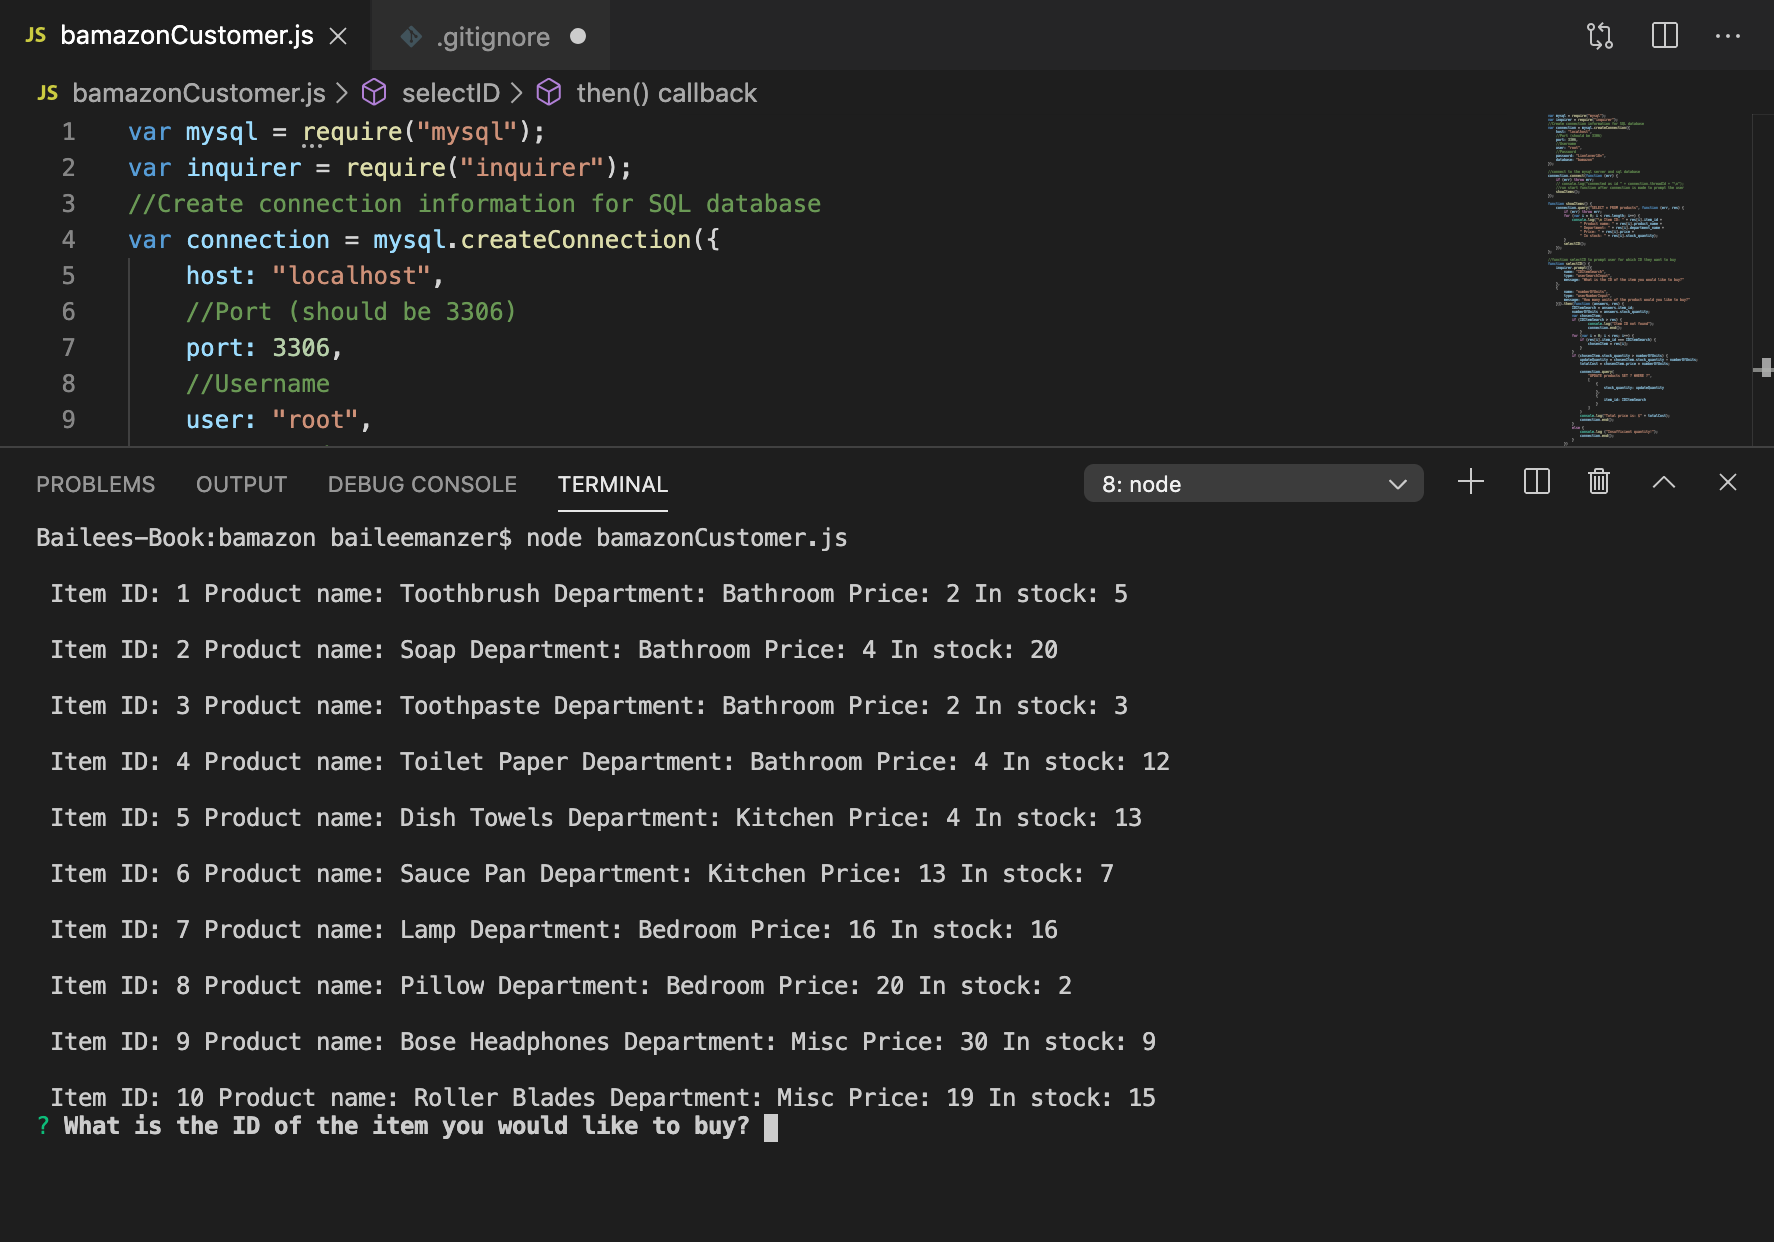 JS bamazonCustomer.js
.gitignore
JS bamazonCustomer.js > selectID > then() callback
1 var mysql = require("mysql");
2 var inquirer = require("inquirer");
3 //Create connection information for SQL database
4 var connection = mysql.createConnection({
5 host: "localhost",
6 //Port (should be 3306)
7 port: 3306,
8 //Username
9 user: "root",
PROBLEMS OUTPUT DEBUG CONSOLE TERMINAL 8: node
Bailees-Book:bamazon baileemanzer$ node bamazonCustomer.js
Item ID: 1 Product name: Toothbrush Department: Bathroom Price: 2 In stock: 5
Item ID: 2 Product name: Soap Department: Bathroom Price: 4 In stock: 20
Item ID: 3 Product name: Toothpaste Department: Bathroom Price: 2 In stock: 3
Item ID: 4 Product name: Toilet Paper Department: Bathroom Price: 4 In stock: 12
Item ID: 5 Product name: Dish Towels Department: Kitchen Price: 4 In stock: 13
Item ID: 6 Product name: Sauce Pan Department: Kitchen Price: 13 In stock: 7
Item ID: 7 Product name: Lamp Department: Bedroom Price: 16 In stock: 16
Item ID: 8 Product name: Pillow Department: Bedroom Price: 20 In stock: 2
Item ID: 9 Product name: Bose Headphones Department: Misc Price: 30 In stock: 9
Item ID: 10 Product name: Roller Blades Department: Misc Price: 19 In stock: 15
? What is the ID of the item you would like to buy?